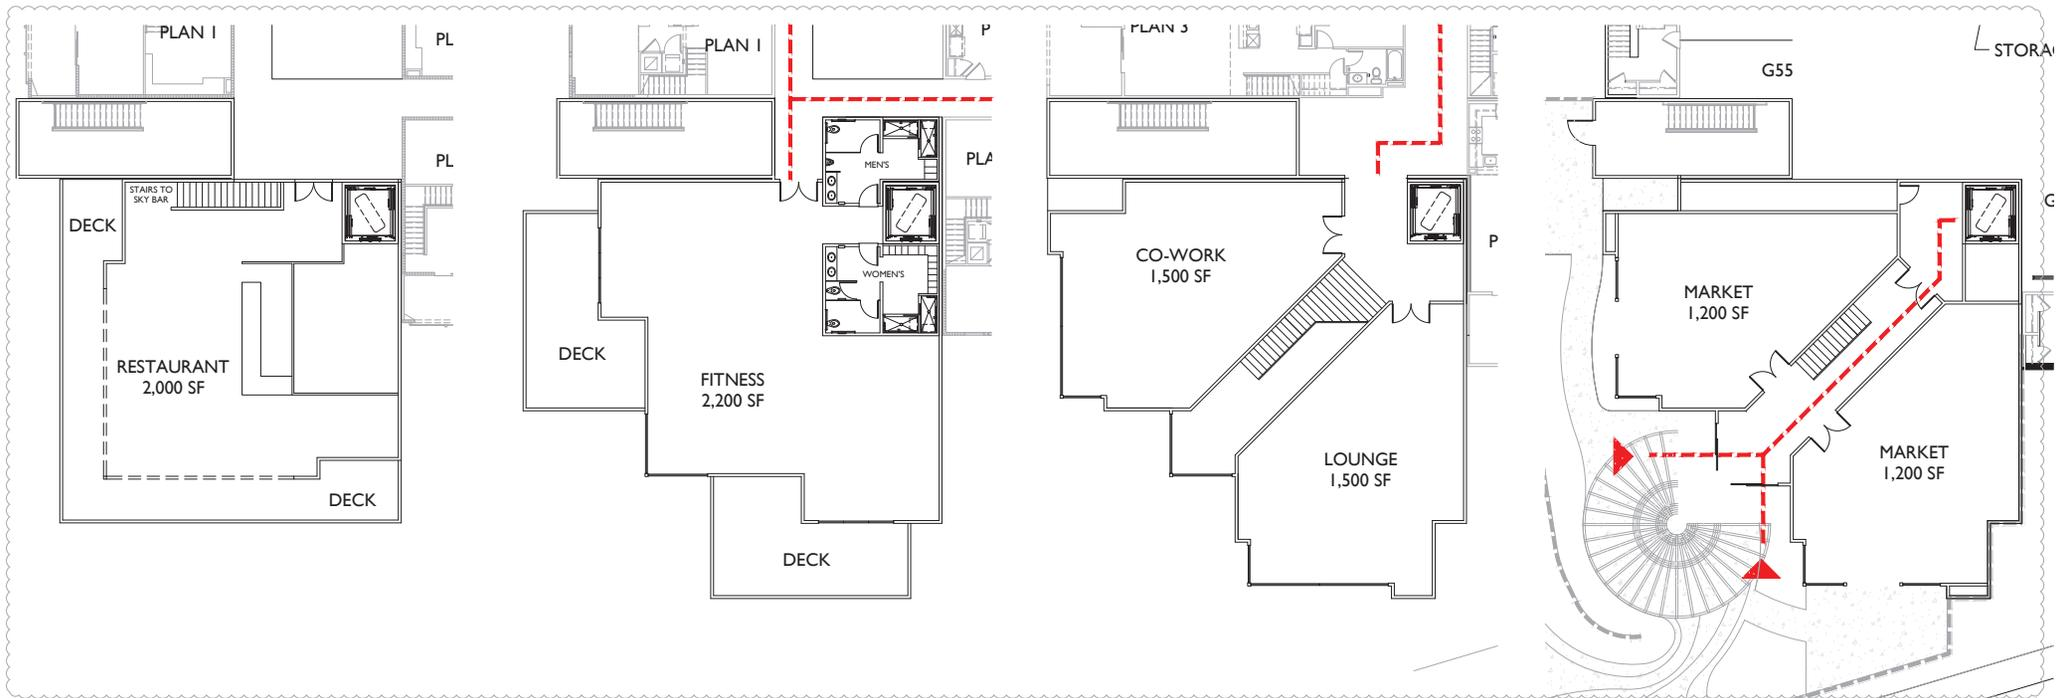 PLAN 1
PL
PL
STAIRS TO
SKY BAR
DECK
RESTAURANT
2,000 SF
DECK
PLAN 1
P
MEN'S
PLA
WOMEN'S
DECK
FITNESS
2,200 SF
DECK
PLAN 3
CO-WORK
1,500 SF
P
LOUNGE
1,500 SF
G55
STORAG
G
MARKET
1,200 SF
MARKET
1,200 SF